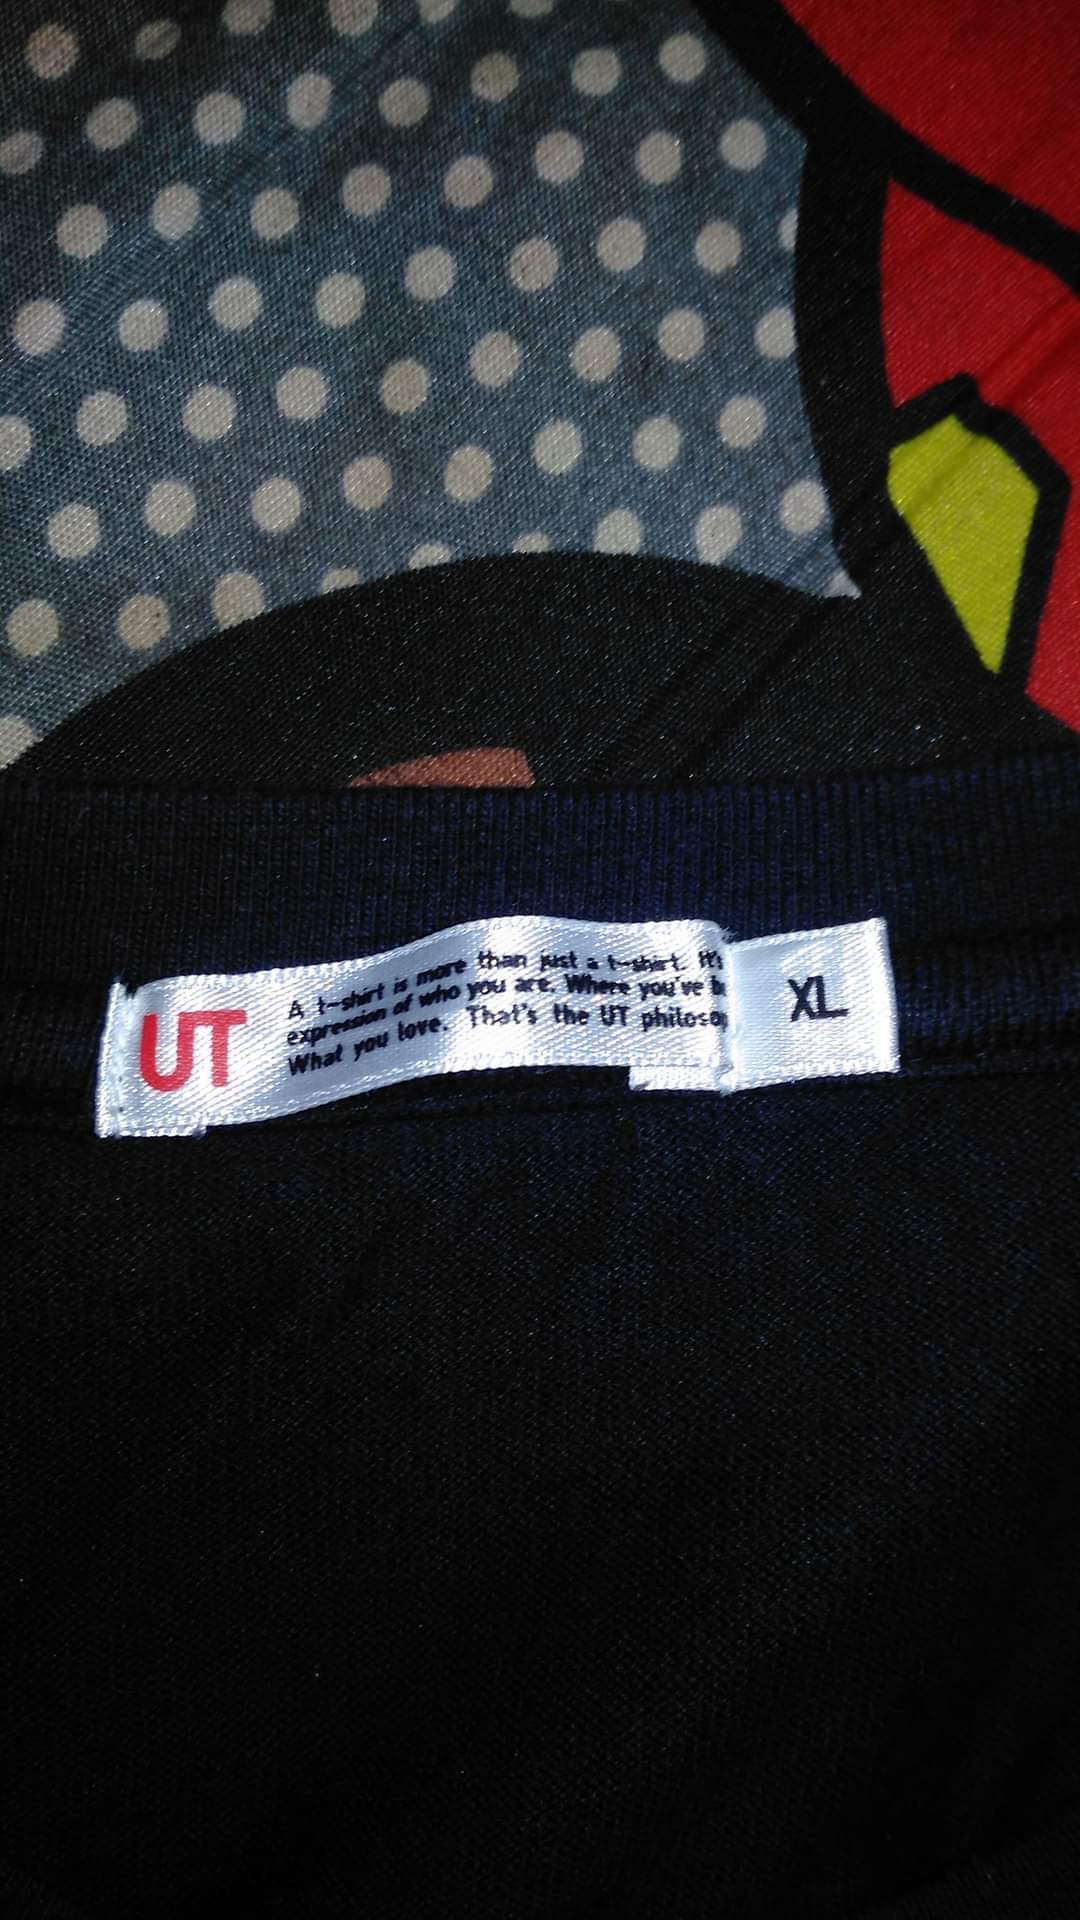 UT
A t-shirt is more than just a t-shirt. It's
expression of who you are. Where you've
What you love. That's the UT
XL